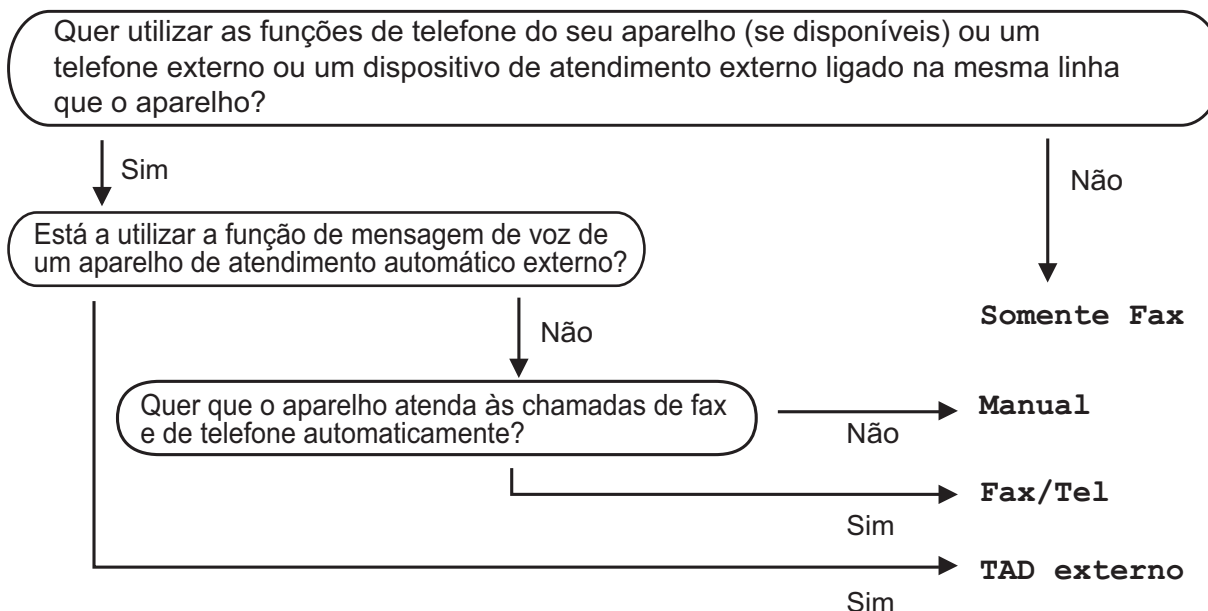 Quer utilizar as funções de telefone do seu aparelho (se disponíveis) ou um
telefone externo ou um dispositivo de atendimento externo ligado na mesma linha
que o aparelho?
Sim
Não
Está a utilizar a função de mensagem de voz de
um aparelho de atendimento automático externo?
Somente Fax
Não
Quer que o aparelho atenda às chamadas de fax
e de telefone automaticamente?
Manual
Não
Fax/Tel
Sim
TAD externo
Sim